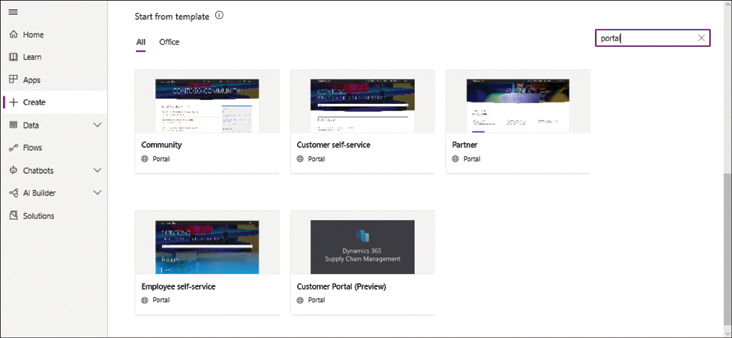 Start from template
Home
Learn
Apps
Create
Data
Flows
Chatbots
AI Builder
Solutions
All
Office
portal
CONTOSO COMMUNITY
Community
Portal
CONTOSO
Customer self-service
Portal
Partner
Portal
Employee self-service
Portal
Dynamics 365
Supply Chain Management
Customer Portal (Preview)
Portal